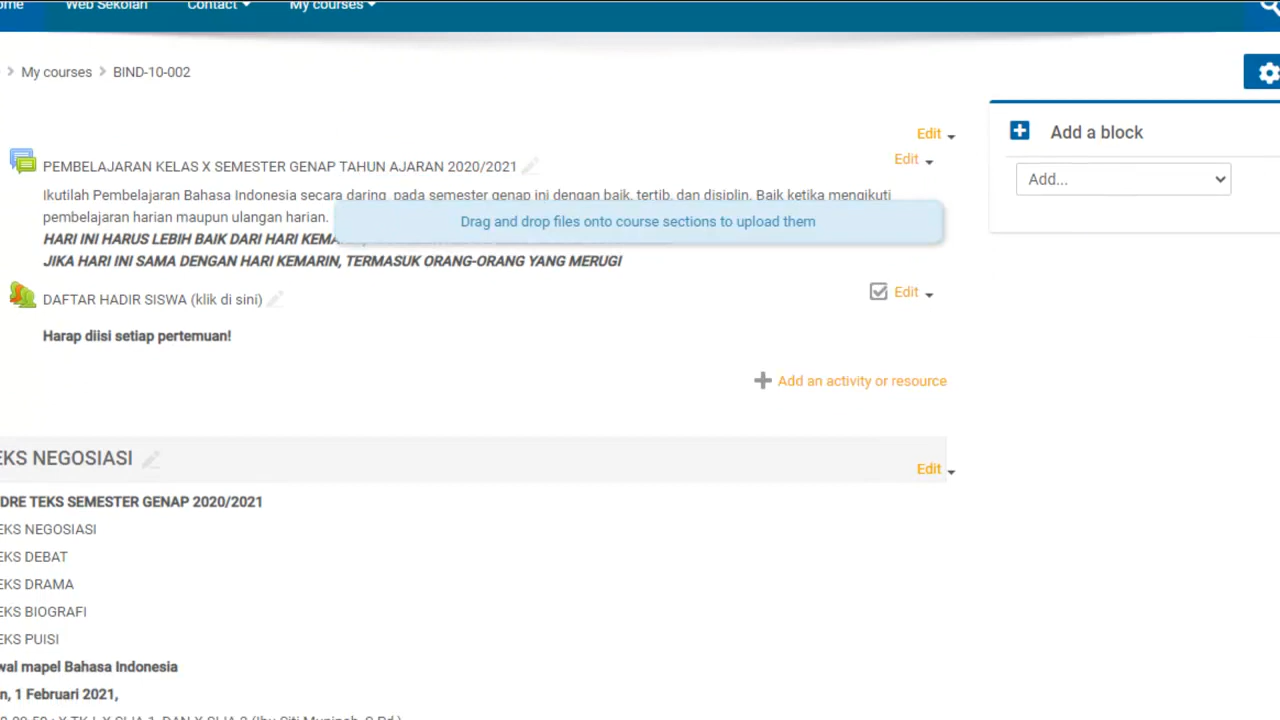 Web Sekolah Contact My courses
My courses BIND-10-002
Edit
Add a block
PEMBELAJARAN KELAS X SEMESTER GENAP TAHUN AJARAN 2020/2021
Edit
Add...
Ikutilah Pembelajaran Bahasa Indonesia secara daring pada semester genap ini dengan baik, tertib, dan disiplin. Baik ketika mengikuti
pembelajaran harian maupun ulangan harian.
Drag and drop files onto course sections to upload them
HARI INI HARUS LEBIH BAIK DARI HARI
JIKA HARI INI SAMA DENGAN HARI KEMARIN, TERMASUK ORANG-ORANG YANG MERUGI
DAFTAR HADIR SISWA (klik di sini)
Edit
Harap diisi setiap pertemuan!
Add an activity or resource
EKS NEGOSIASI
Edit
DRE TEKS SEMESTER GENAP 2020/2021
EKS NEGOSIASI
EKS DEBAT
EKS DRAMA
EKS BIOGRAFI
EKS PUISI
wal mapel Bahasa Indonesia
n, 1 Februari 2021,